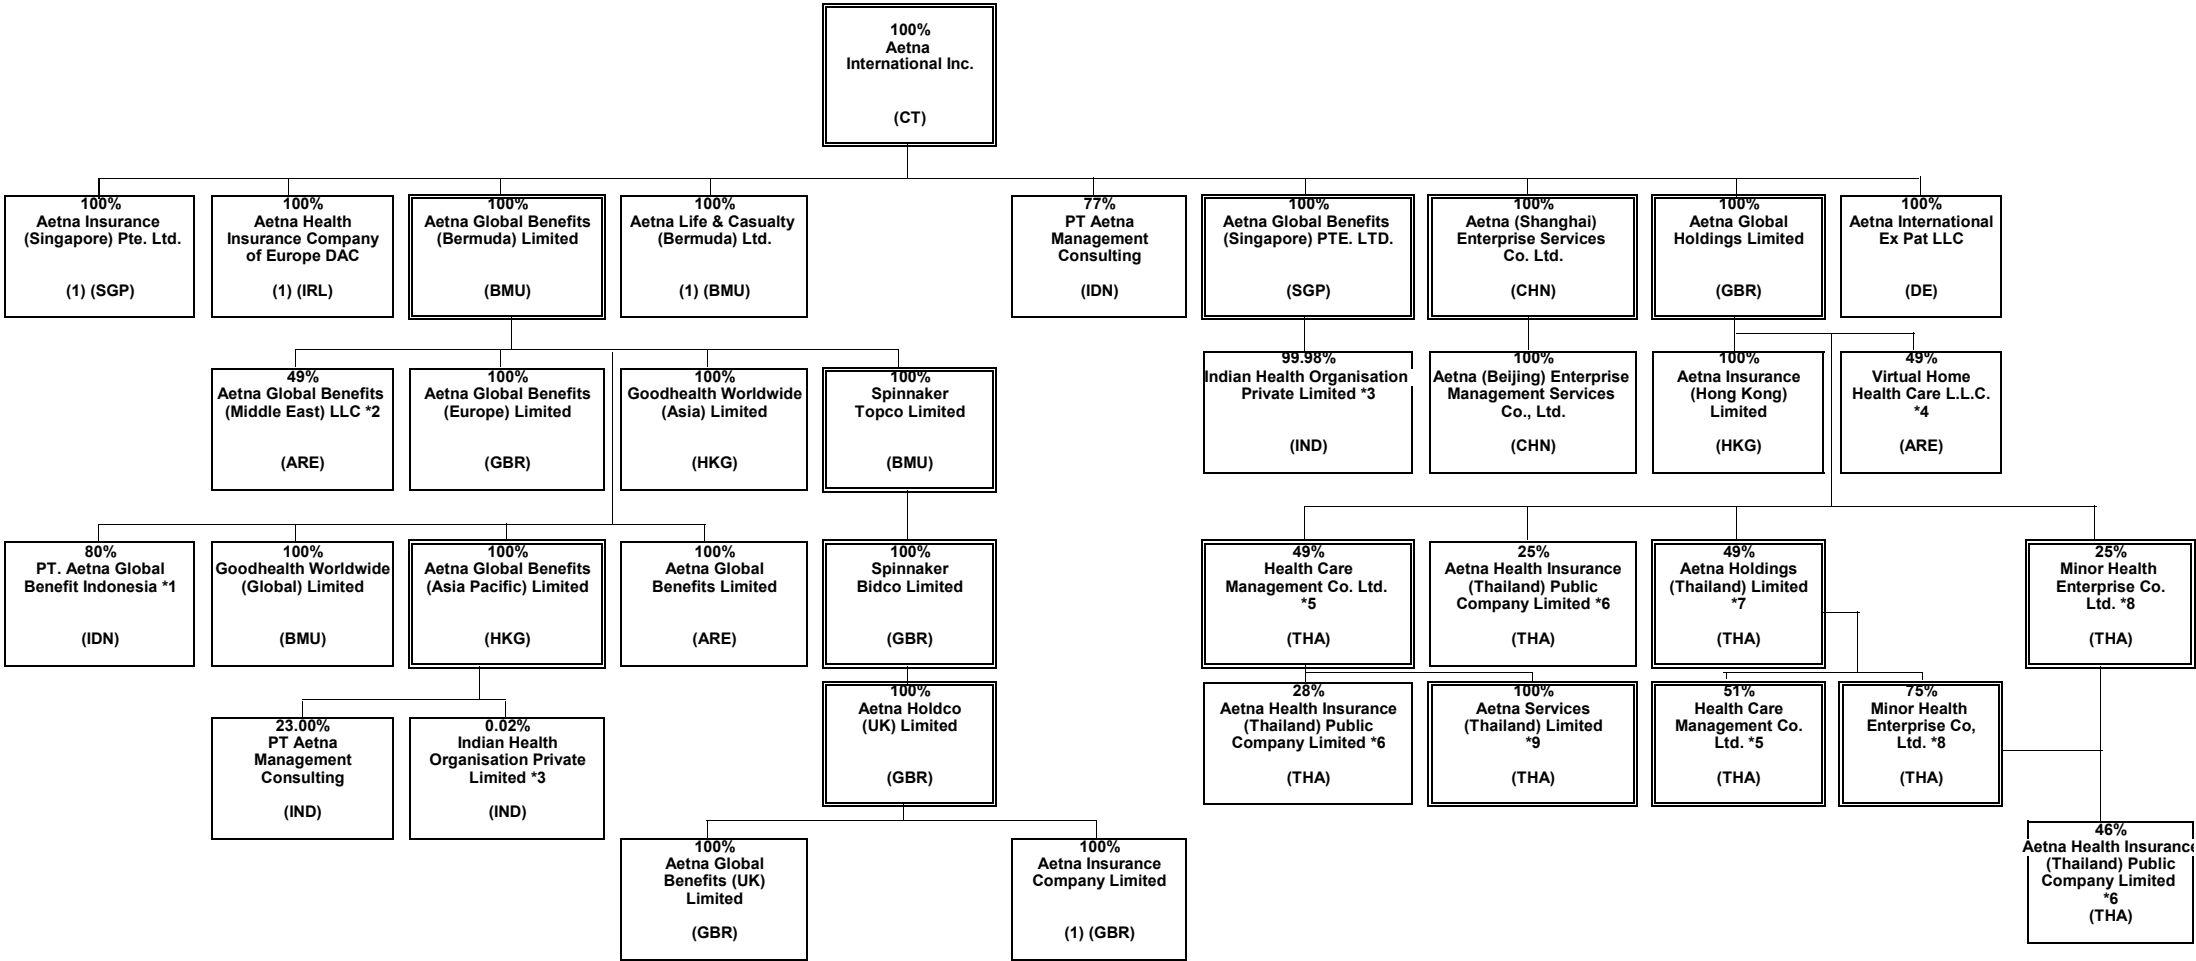 100%
Aetna
International Inc.
(CT)
100%
Aetna Insurance
(Singapore) Pte. Ltd.
(1) (SGP)
100%
Aetna Health
Insurance Company
of Europe DAC
(1) (IRL)
100%
Aetna Global Benefits
(Bermuda) Limited
(BMU)
100%
Aetna Life & Casualty
(Bermuda) Ltd.
(1) (BMU)
77%
PT Aetna
Management
Consulting
(IDN)
100%
Aetna Global Benefits
(Singapore) PTE. LTD.
(SGP)
100%
Aetna (Shanghai)
Enterprise Services
Co. Ltd.
(CHN)
100%
Aetna Global
Holdings Limited
(GBR)
100%
Aetna International
Ex Pat LLC
(DE)
49%
Aetna Global Benefits
(Middle East) LLC *2
(ARE)
100%
Aetna Global Benefits
(Europe) Limited
(GBR)
100%
Goodhealth Worldwide
(Asia) Limited
(HKG)
100%
Spinnaker
Topco Limited
(BMU)
99.98%
Indian Health Organisation
Private Limited *3
(IND)
100%
Aetna (Beijing) Enterprise
Management Services
Co., Ltd.
(CHN)
100%
Aetna Insurance
(Hong Kong)
Limited
(HKG)
49%
Virtual Home
Health Care L.L.C.
*4
(ARE)
80%
PT. Aetna Global
Benefit Indonesia *1
(IDN)
100%
Goodhealth Worldwide
(Global) Limited
(BMU)
100%
Aetna Global Benefits
(Asia Pacific) Limited
(HKG)
100%
Aetna Global
Benefits Limited
(ARE)
100%
Spinnaker
Bidco Limited
(GBR)
49%
Health Care
Management Co. Ltd.
*5
(THA)
25%
Aetna Health Insurance
(Thailand) Public
Company Limited *6
(THA)
49%
Aetna Holdings
(Thailand) Limited
*7
(THA)
25%
Minor Health
Enterprise Co.
Ltd. *8
(THA)
23.00%
PT Aetna
Management
Consulting
(IND)
0.02%
Indian Health
Organisation Private
Limited *3
(IND)
100%
Aetna Holdco
(UK) Limited
(GBR)
28%
Aetna Health Insurance
(Thailand) Public
Company Limited *6
(THA)
100%
Aetna Services
(Thailand) Limited
*9
(THA)
51%
Health Care
Management Co.
Ltd. *5
(THA)
75%
Minor Health
Enterprise Co,
Ltd. *8
(THA)
100%
Aetna Global
Benefits (UK)
Limited
(GBR)
100%
Aetna Insurance
Company Limited
(1) (GBR)
46%
Aetna Health Insurance
(Thailand) Public
Company Limited
*6
(THA)